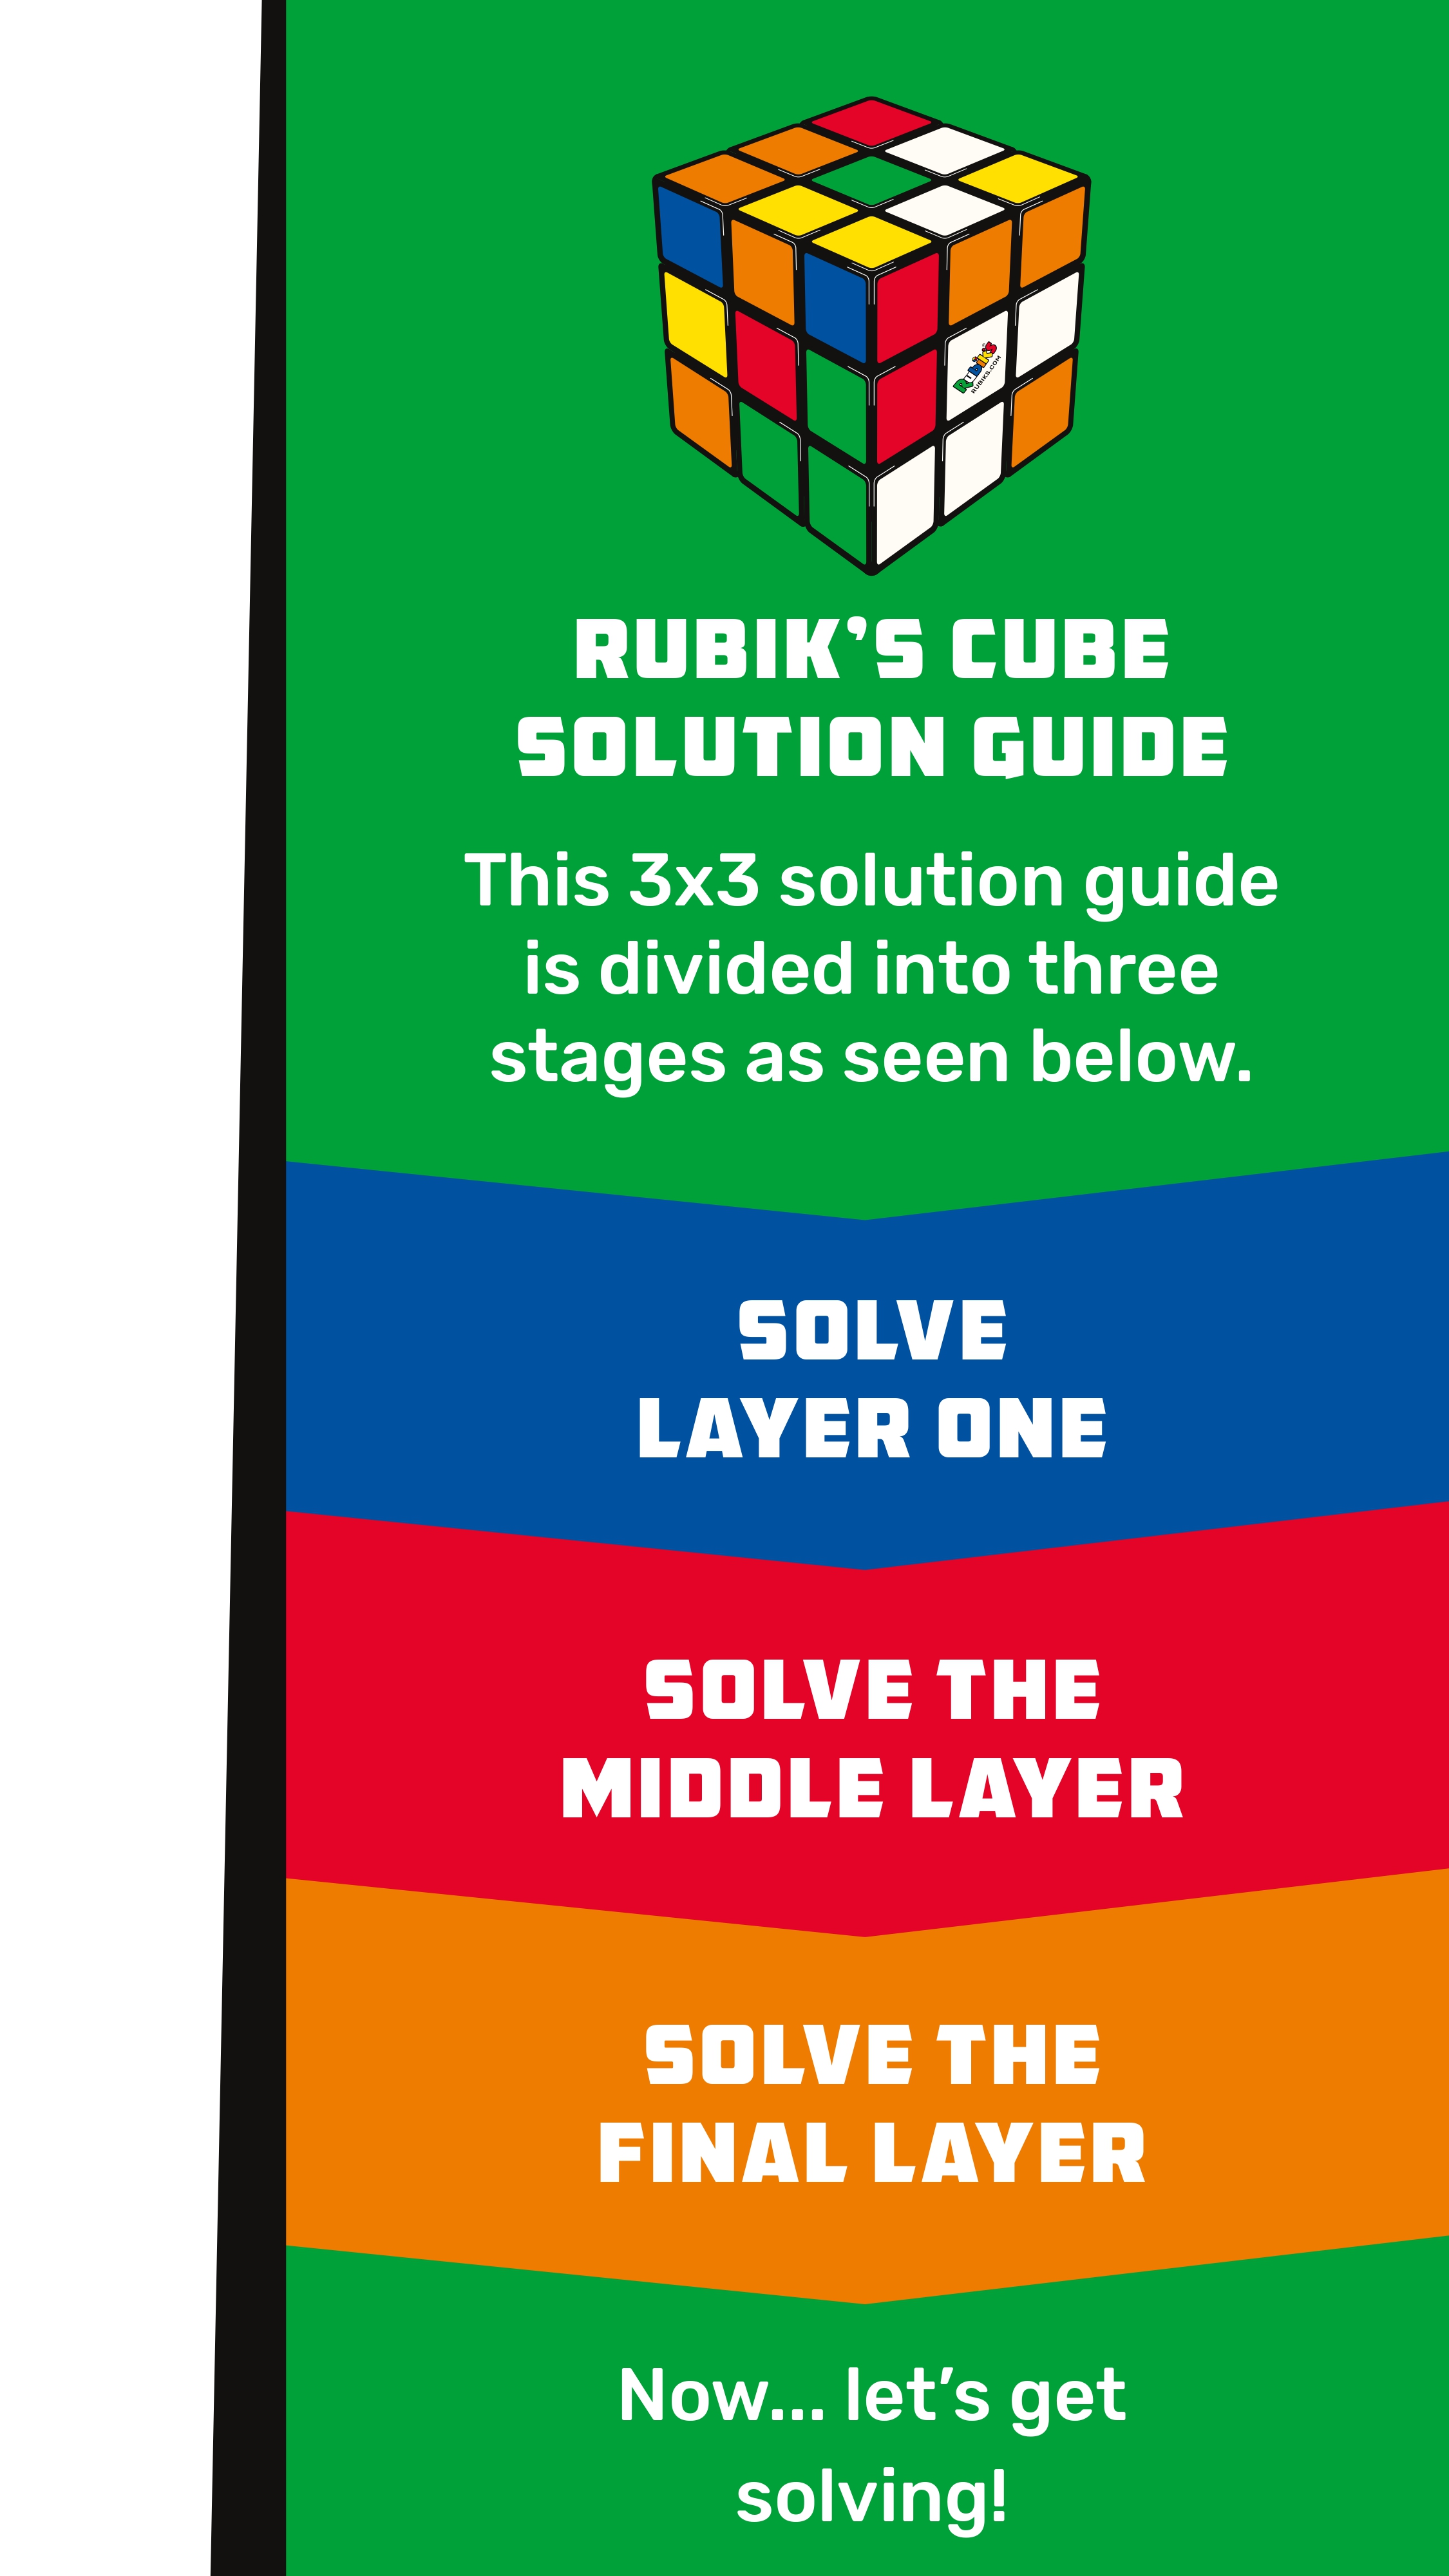 Rubik's
RUBIKS.COM
RUBIK’S CUBE
SOLUTION GUIDE
This 3x3 solution guide
is divided into three
stages as seen below.
SOLVE
LAYER ONE
SOLVE THE
MIDDLE LAYER
SOLVE THE
FINAL LAYER
Now... let’s get
solving!